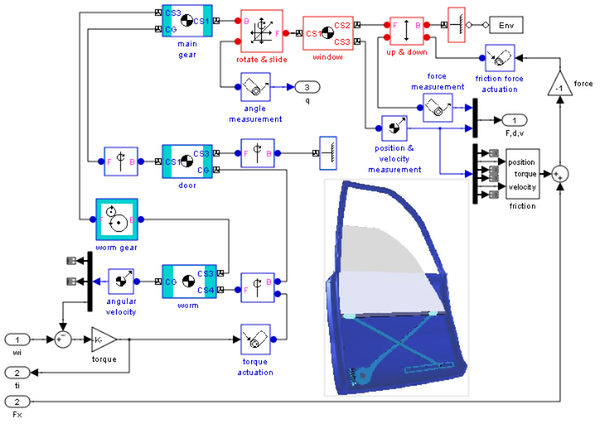 CS3
CS1
CG
main
gear
B
F
rotate & slide
CS1
CS2
CS3
window
F
B
up & down
Env
friction force
actuation
-1
force
angle
measurement
3
q
force
measurement
1
F,d,v
position &
velocity
measurement
position
torque
velocity
friction
F
B
CS1
CS3
CG
door
F
B
F
B
worm gear
angular
velocity
CG
CS3
CS4
worm
F
B
1
wi
K-
torque
torque
actuation
2
ti
2
Fx